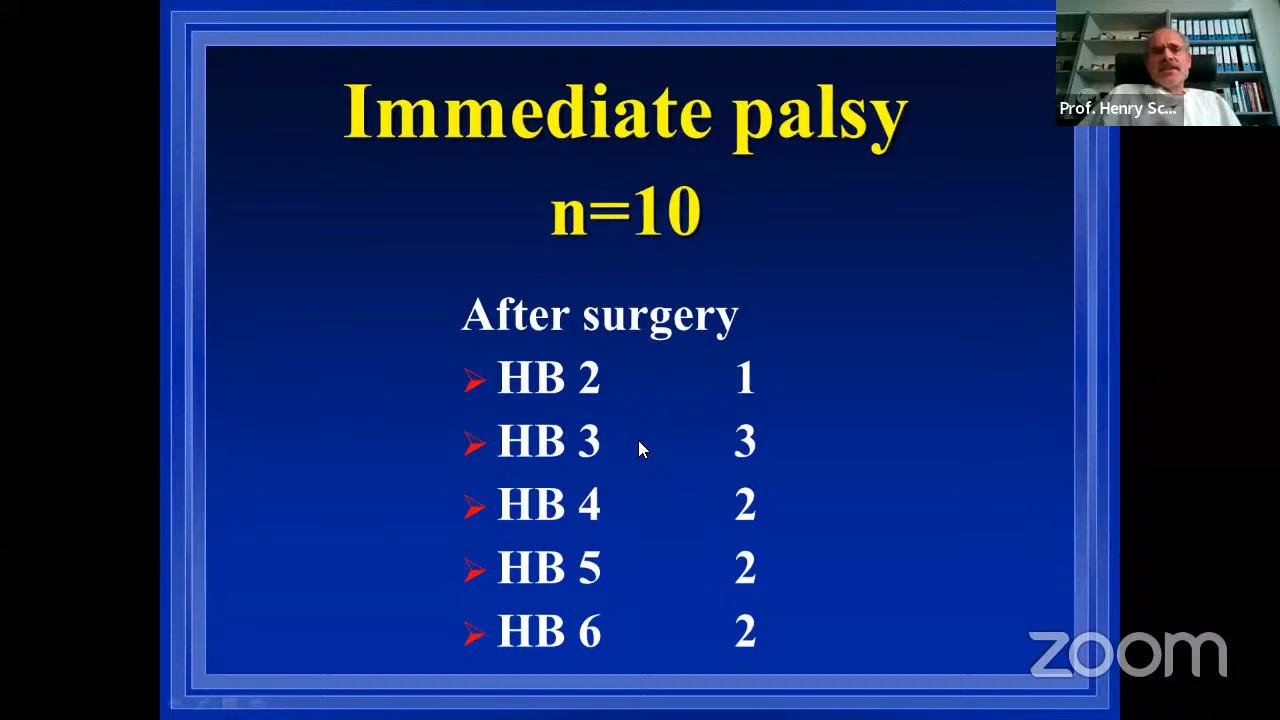 Immediate palsy
n=10
After surgery
HB 2 1
HB 3 3
HB 4 2
HB 5 2
HB 6 2
Prof. Henry Sc...
zoom